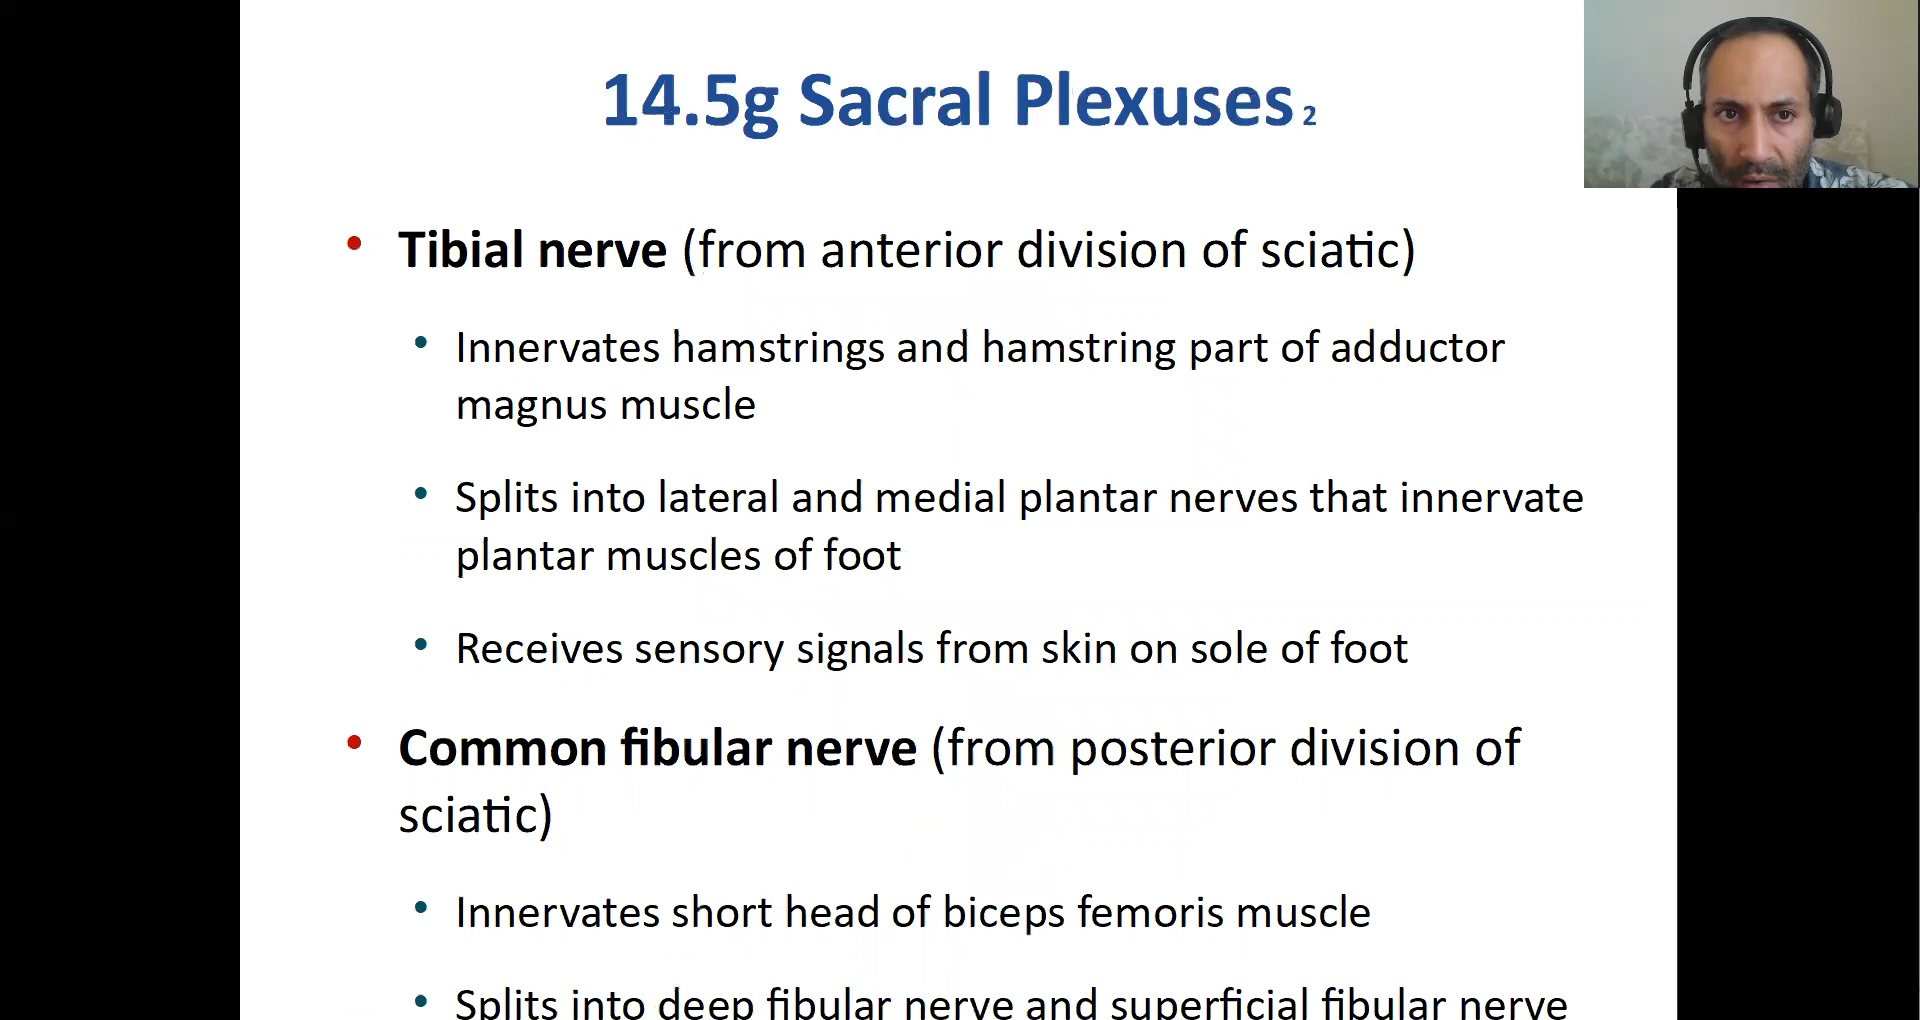 14.5g Sacral Plexuses 2
• Tibial nerve (from anterior division of sciatic)
• Innervates hamstrings and hamstring part of adductor
magnus muscle
• Splits into lateral and medial plantar nerves that innervate
plantar muscles of foot
• Receives sensory signals from skin on sole of foot
• Common fibular nerve (from posterior division of
sciatic)
• Innervates short head of biceps femoris muscle
• Splits into deep fibular nerve and superficial fibular nerve